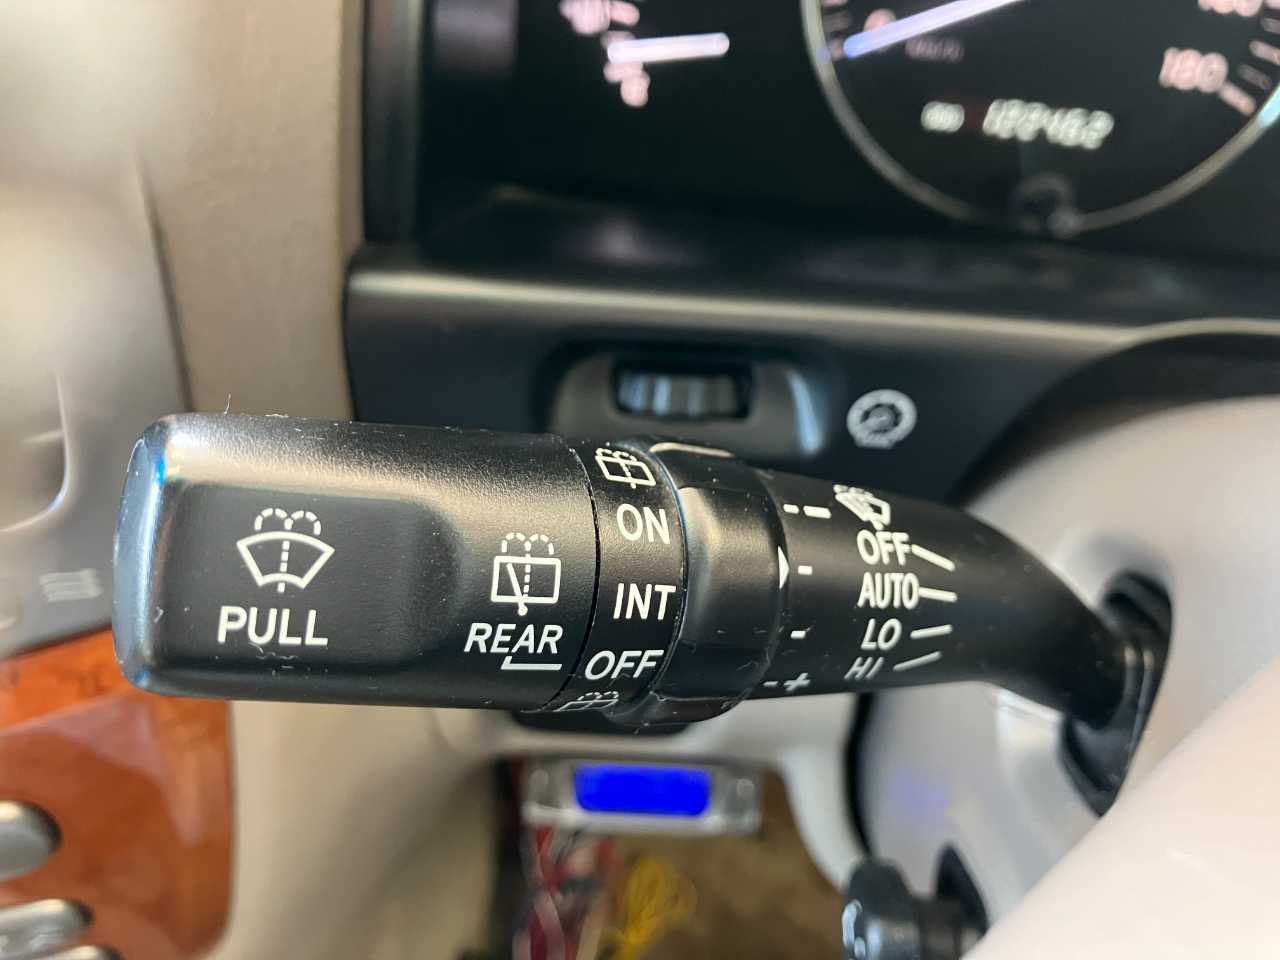 180
PULL
REAR
ON
INT
OFF
- +
OFF
AUTO
LO
HI